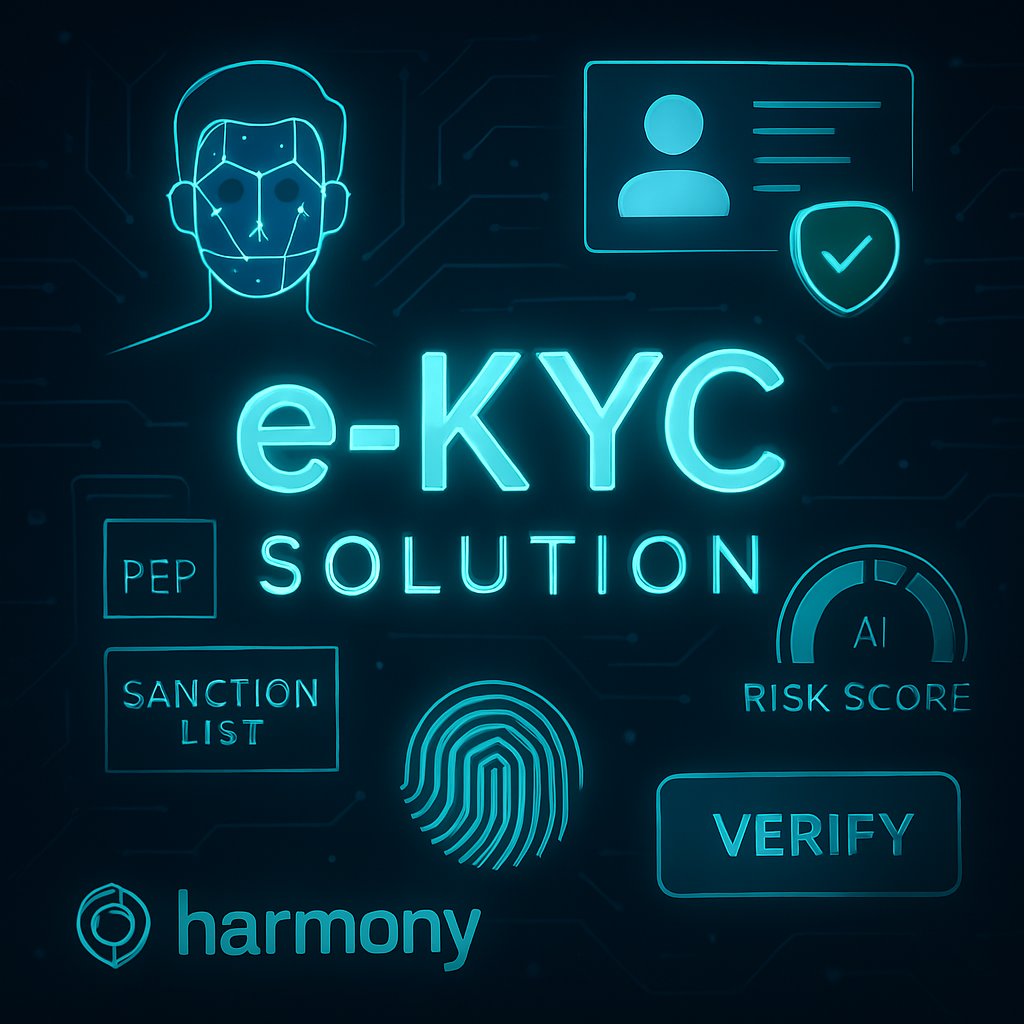 e-KYC
SOLUTION
PEP
SANCTION
LIST
AI
RISK SCORE
VERIFY
harmony